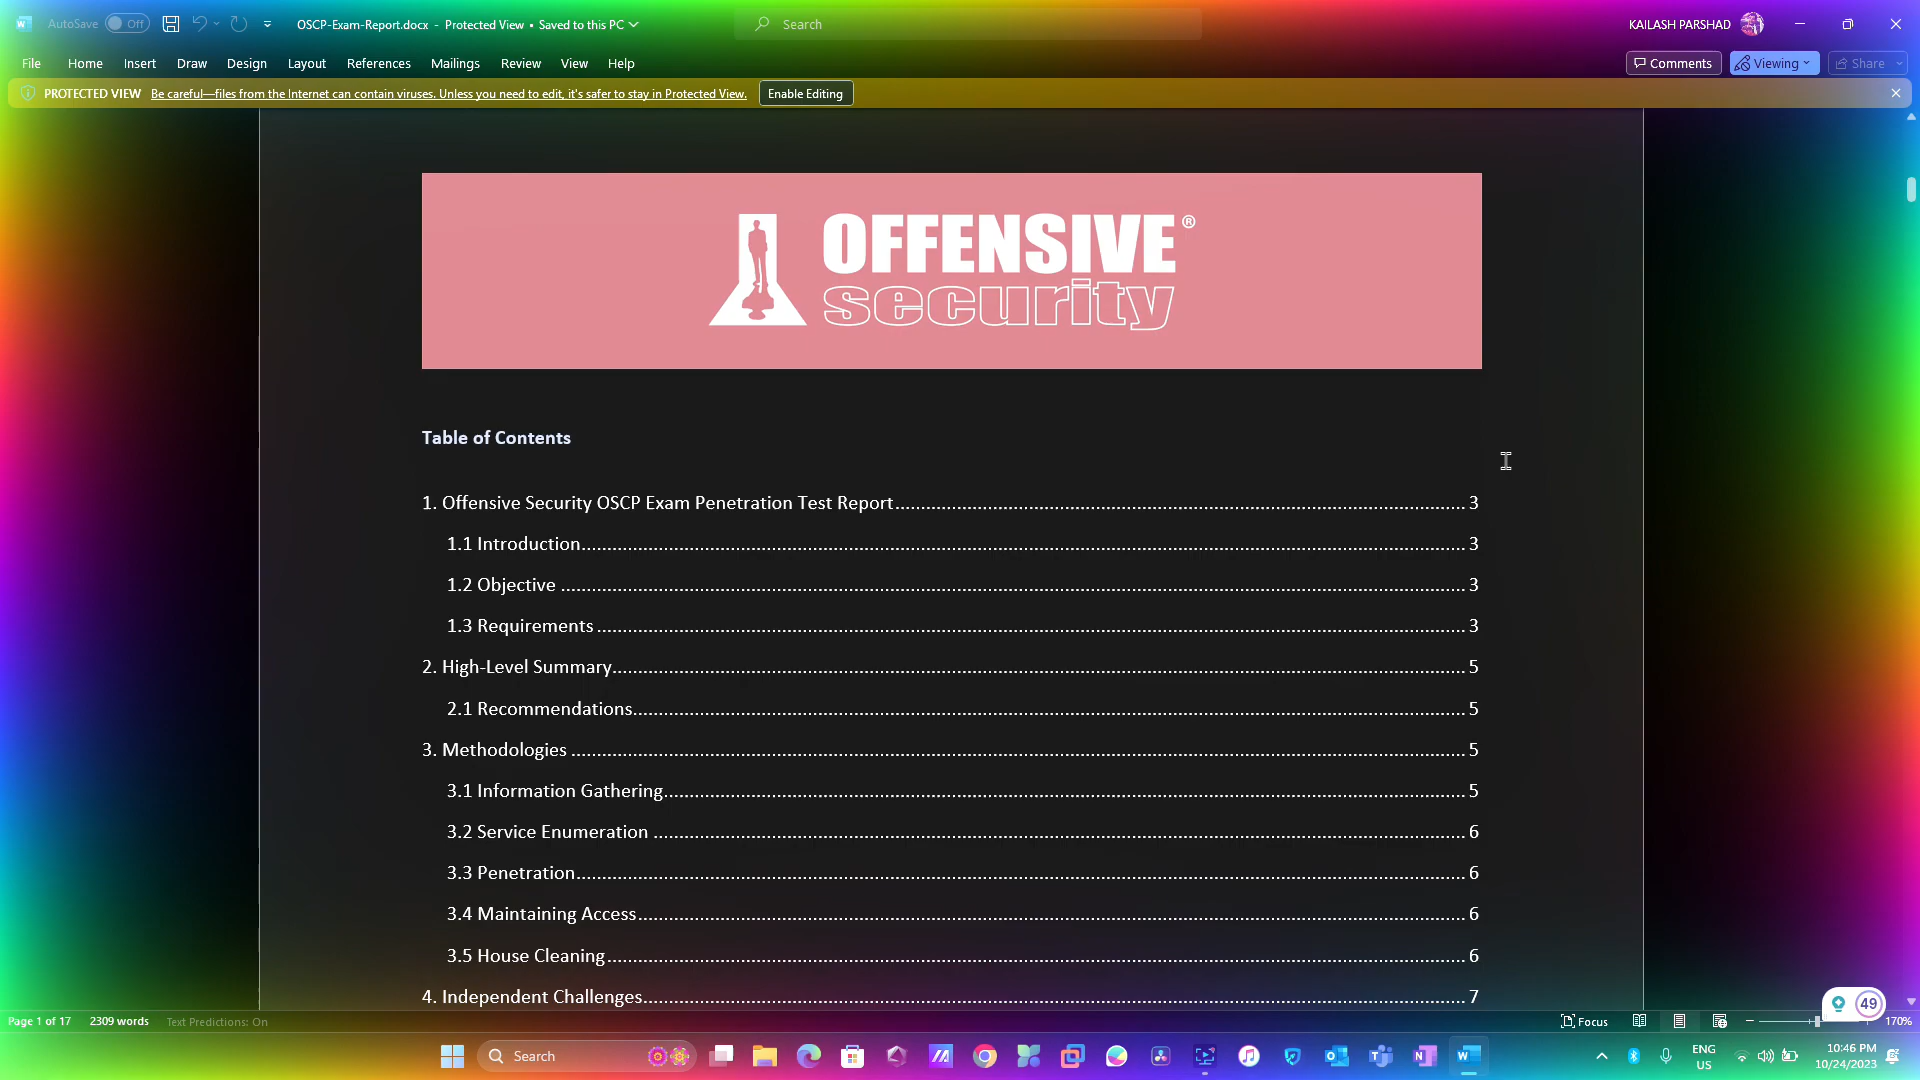 AutoSave Off OSCP-Exam-Report.docx - Protected View • Saved to this PC Search KAILASH PARSHAD
File Home Insert Draw Design Layout References Mailings Review View Help Comments Viewing Share
PROTECTED VIEW Be careful—files from the Internet can contain viruses. Unless you need to edit, it's safer to stay in Protected View. Enable Editing
OFFENSIVE®
security
Table of Contents
1. Offensive Security OSCP Exam Penetration Test Report 3
1.1 Introduction 3
1.2 Objective 3
1.3 Requirements 3
2. High-Level Summary 5
2.1 Recommendations 5
3. Methodologies 5
3.1 Information Gathering 5
3.2 Service Enumeration 6
3.3 Penetration 6
3.4 Maintaining Access 6
3.5 House Cleaning 6
4. Independent Challenges 7
49
Page 1 of 17 2309 words Text Predictions: On Focus 170%
Search ENG US 10:46 PM 10/24/2023